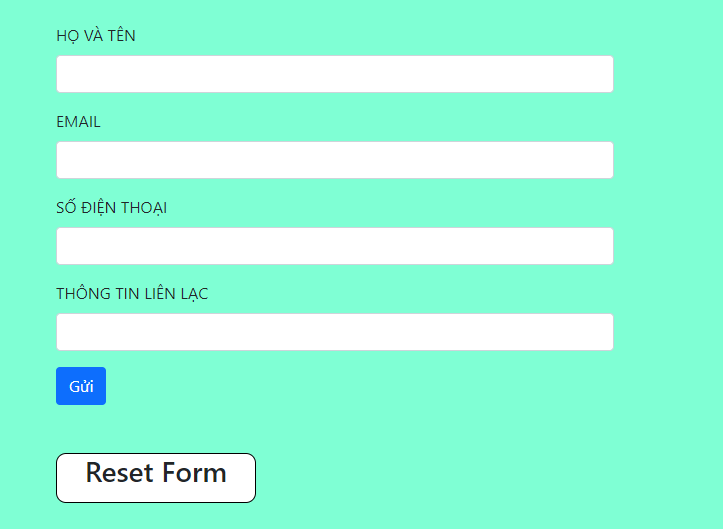 HỌ VÀ TÊN
EMAIL
SỐ ĐIỆN THOẠI
THÔNG TIN LIÊN LẠC
Gửi
Reset Form